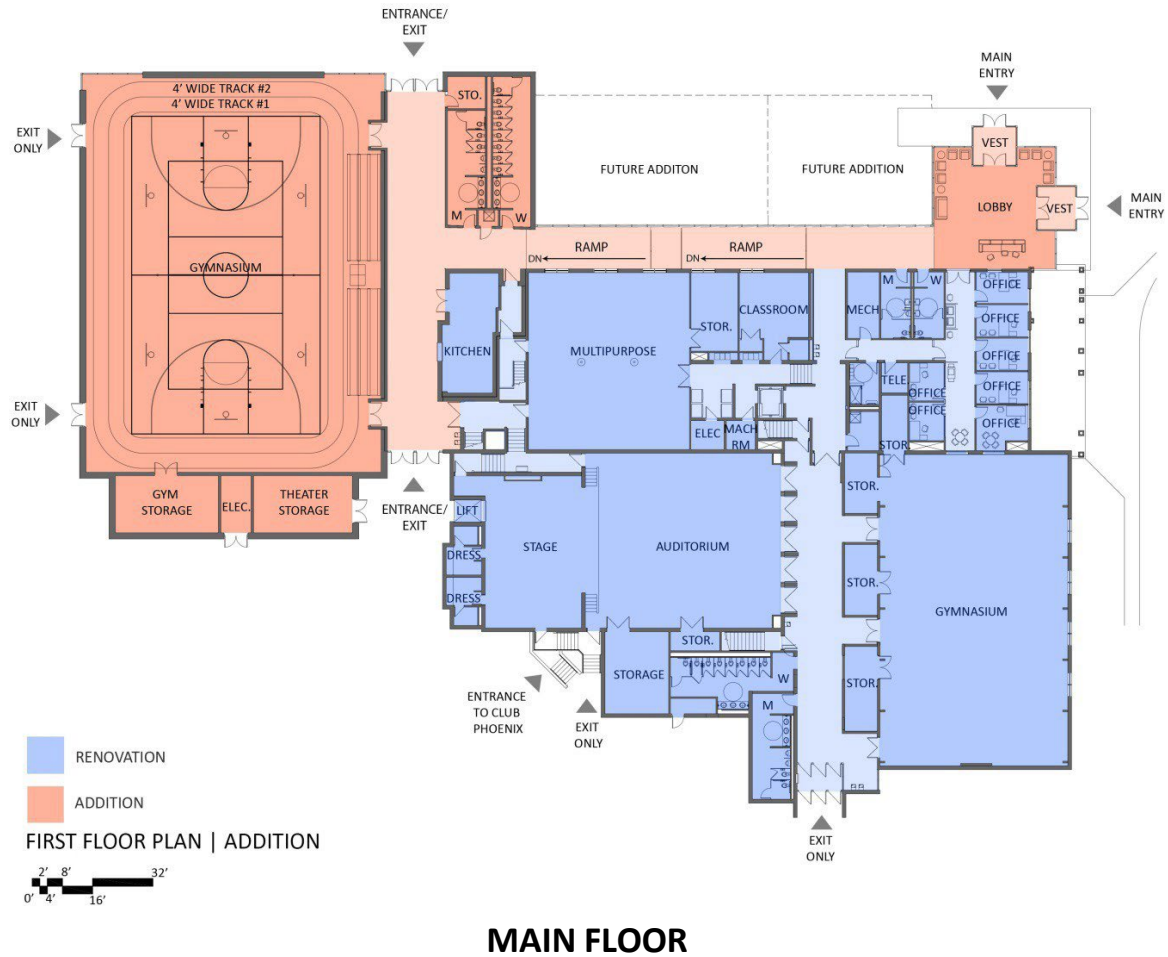 ENTRANCE/
EXIT
MAIN
ENTRY
4' WIDE TRACK #2
4' WIDE TRACK #1
STO.
EXIT
ONLY
VEST
FUTURE ADDITON
FUTURE ADDITION
LOBBY
VEST
MAIN
ENTRY
M
W
RAMP
DN
RAMP
DN
GYMNASIUM
M
W
OFFICE
STOR.
CLASSROOM
MECH
OFFICE
KITCHEN
MULTIPURPOSE
OFFICE
TELE.
OFFICE
OFFICE
OFFICE
OFFICE
EXIT
ONLY
ELEC
MACH
RM
STOR
GYM
STORAGE
ELEC.
THEATER
STORAGE
ENTRANCE/
EXIT
STOR.
LIFT
STAGE
AUDITORIUM
DRESS
STOR.
DRESS
GYMNASIUM
STOR.
STORAGE
W
STOR.
M
ENTRANCE
TO CLUB
PHOENIX
EXIT
ONLY
RENOVATION
ADDITION
FIRST FLOOR PLAN | ADDITION
EXIT
ONLY
2' 8' 32'
0' 4' 16'
MAIN FLOOR